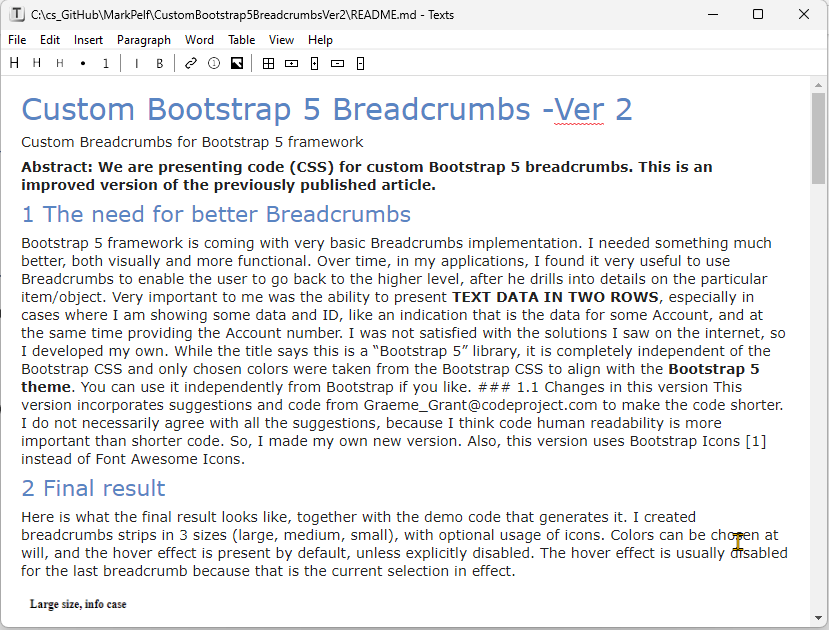 C:\cs_GitHub\MarkPelf\CustomBootstrap5BreadcrumbsVer2\README.md - Texts
File Edit Insert Paragraph Word Table View Help
H H H • 1 I B
Custom Bootstrap 5 Breadcrumbs -Ver 2
Custom Breadcrumbs for Bootstrap 5 framework
Abstract: We are presenting code (CSS) for custom Bootstrap 5 breadcrumbs. This is an
improved version of the previously published article.
1 The need for better Breadcrumbs
Bootstrap 5 framework is coming with very basic Breadcrumbs implementation. I needed something much
better, both visually and more functional. Over time, in my applications, I found it very useful to use
Breadcrumbs to enable the user to go back to the higher level, after he drills into details on the particular
item/object. Very important to me was the ability to present TEXT DATA IN TWO ROWS, especially in
cases where I am showing some data and ID, like an indication that is the data for some Account, and at
the same time providing the Account number. I was not satisfied with the solutions I saw on the internet, so
I developed my own. While the title says this is a “Bootstrap 5” library, it is completely independent of the
Bootstrap CSS and only chosen colors were taken from the Bootstrap CSS to align with the Bootstrap 5
theme. You can use it independently from Bootstrap if you like. ### 1.1 Changes in this version This
version incorporates suggestions and code from Graeme_Grant@codeproject.com to make the code shorter.
I do not necessarily agree with all the suggestions, because I think code human readability is more
important than shorter code. So, I made my own new version. Also, this version uses Bootstrap Icons [1]
instead of Font Awesome Icons.
2 Final result
Here is what the final result looks like, together with the demo code that generates it. I created
breadcrumbs strips in 3 sizes (large, medium, small), with optional usage of icons. Colors can be chosen at
will, and the hover effect is present by default, unless explicitly disabled. The hover effect is usually disabled
for the last breadcrumb because that is the current selection in effect.
Large size, info case